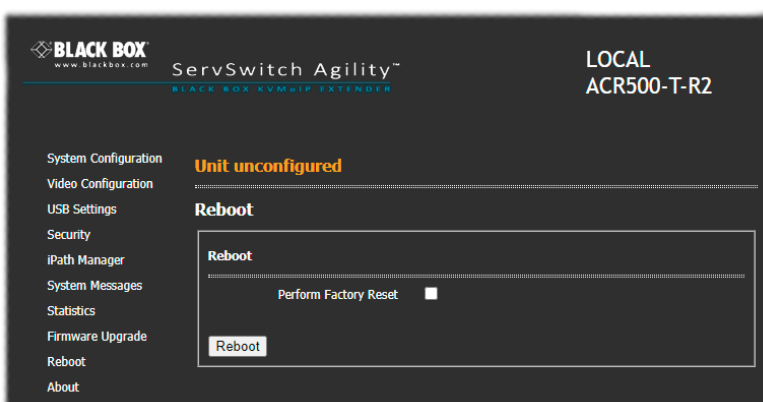 BLACK BOX
www.blackbox.com
ServSwitch Agility™
BLACK BOX KVMoIP EXTENDER
LOCAL
ACR500-T-R2
System Configuration
Video Configuration
USB Settings
Security
iPath Manager
System Messages
Statistics
Firmware Upgrade
Reboot
About
Unit unconfigured
Reboot
Reboot
Perform Factory Reset
Reboot